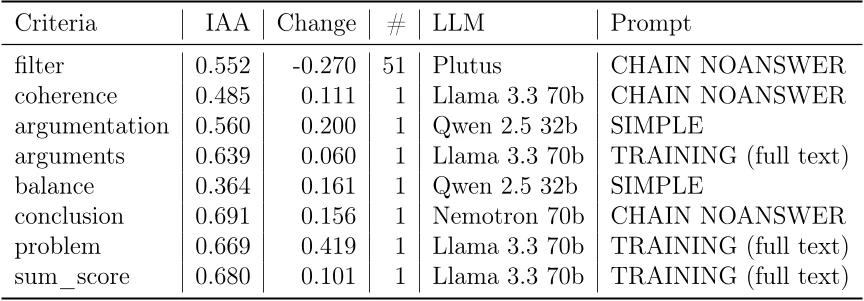 Criteria IAA Change # LLM Prompt
filter 0.552 -0.270 51 Plutus CHAIN NOANSWER
coherence 0.485 0.111 1 Llama 3.3 70b CHAIN NOANSWER
argumentation 0.560 0.200 1 Qwen 2.5 32b SIMPLE
arguments 0.639 0.060 1 Llama 3.3 70b TRAINING (full text)
balance 0.364 0.161 1 Qwen 2.5 32b SIMPLE
conclusion 0.691 0.156 1 Nemotron 70b CHAIN NOANSWER
problem 0.669 0.419 1 Llama 3.3 70b TRAINING (full text)
sum_score 0.680 0.101 1 Llama 3.3 70b TRAINING (full text)